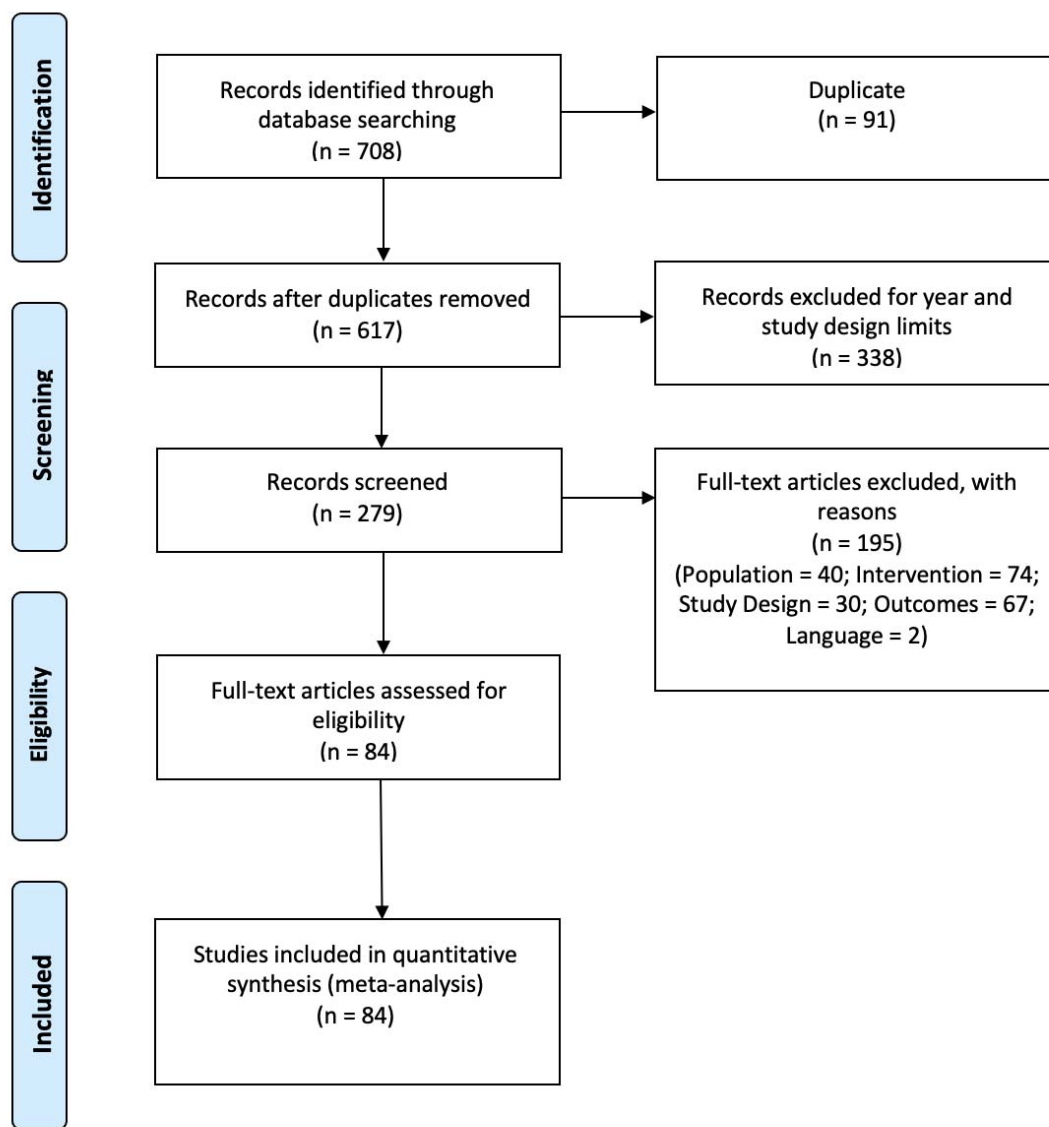 Identification
Records identified through
database searching
(n = 708)
Duplicate
(n = 91)
Screening
Records after duplicates removed
(n = 617)
Records excluded for year and
study design limits
(n = 338)
Records screened
(n = 279)
Full-text articles excluded, with
reasons
(n = 195)
(Population = 40; Intervention = 74;
Study Design = 30; Outcomes = 67;
Language = 2)
Eligibility
Full-text articles assessed for
eligibility
(n = 84)
Included
Studies included in quantitative
synthesis (meta-analysis)
(n = 84)